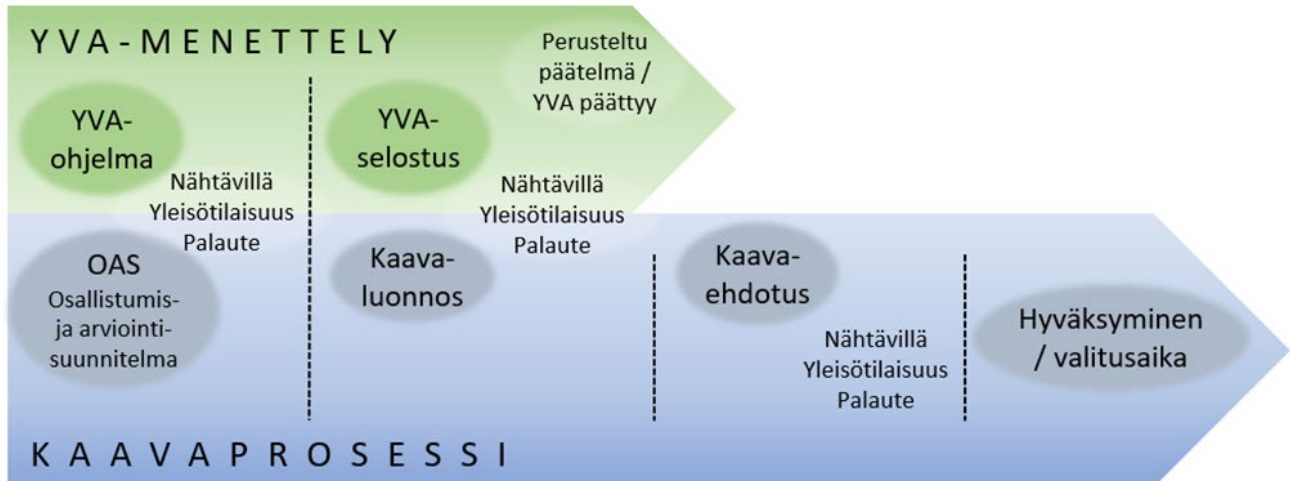 YVA-MENETTELY
YVA-
ohjelma
Nähtävillä
Yleisötilaisuus
Palaute
YVA-
selostus
Nähtävillä
Yleisötilaisuus
Palaute
Perusteltu
päätelmä /
YVA päättyy
OAS
Osallistumis-
ja arviointi-
suunnitelma
Kaava-
luonnos
Kaava-
ehdotus
Nähtävillä
Yleisötilaisuus
Palaute
Hyväksyminen
/ valitusaika
KAAVAPROSESSI